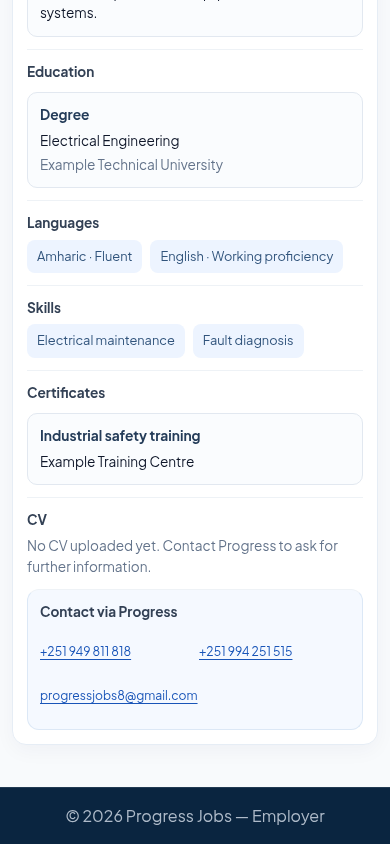 systems.
Education
Degree
Electrical Engineering
Example Technical University
Languages
Amharic · Fluent
English · Working proficiency
Skills
Electrical maintenance
Fault diagnosis
Certificates
Industrial safety training
Example Training Centre
CV
No CV uploaded yet. Contact Progress to ask for
further information.
Contact via Progress
+251 949 811 818
+251 994 251 515
progressjobs8@gmail.com
© 2026 Progress Jobs — Employer